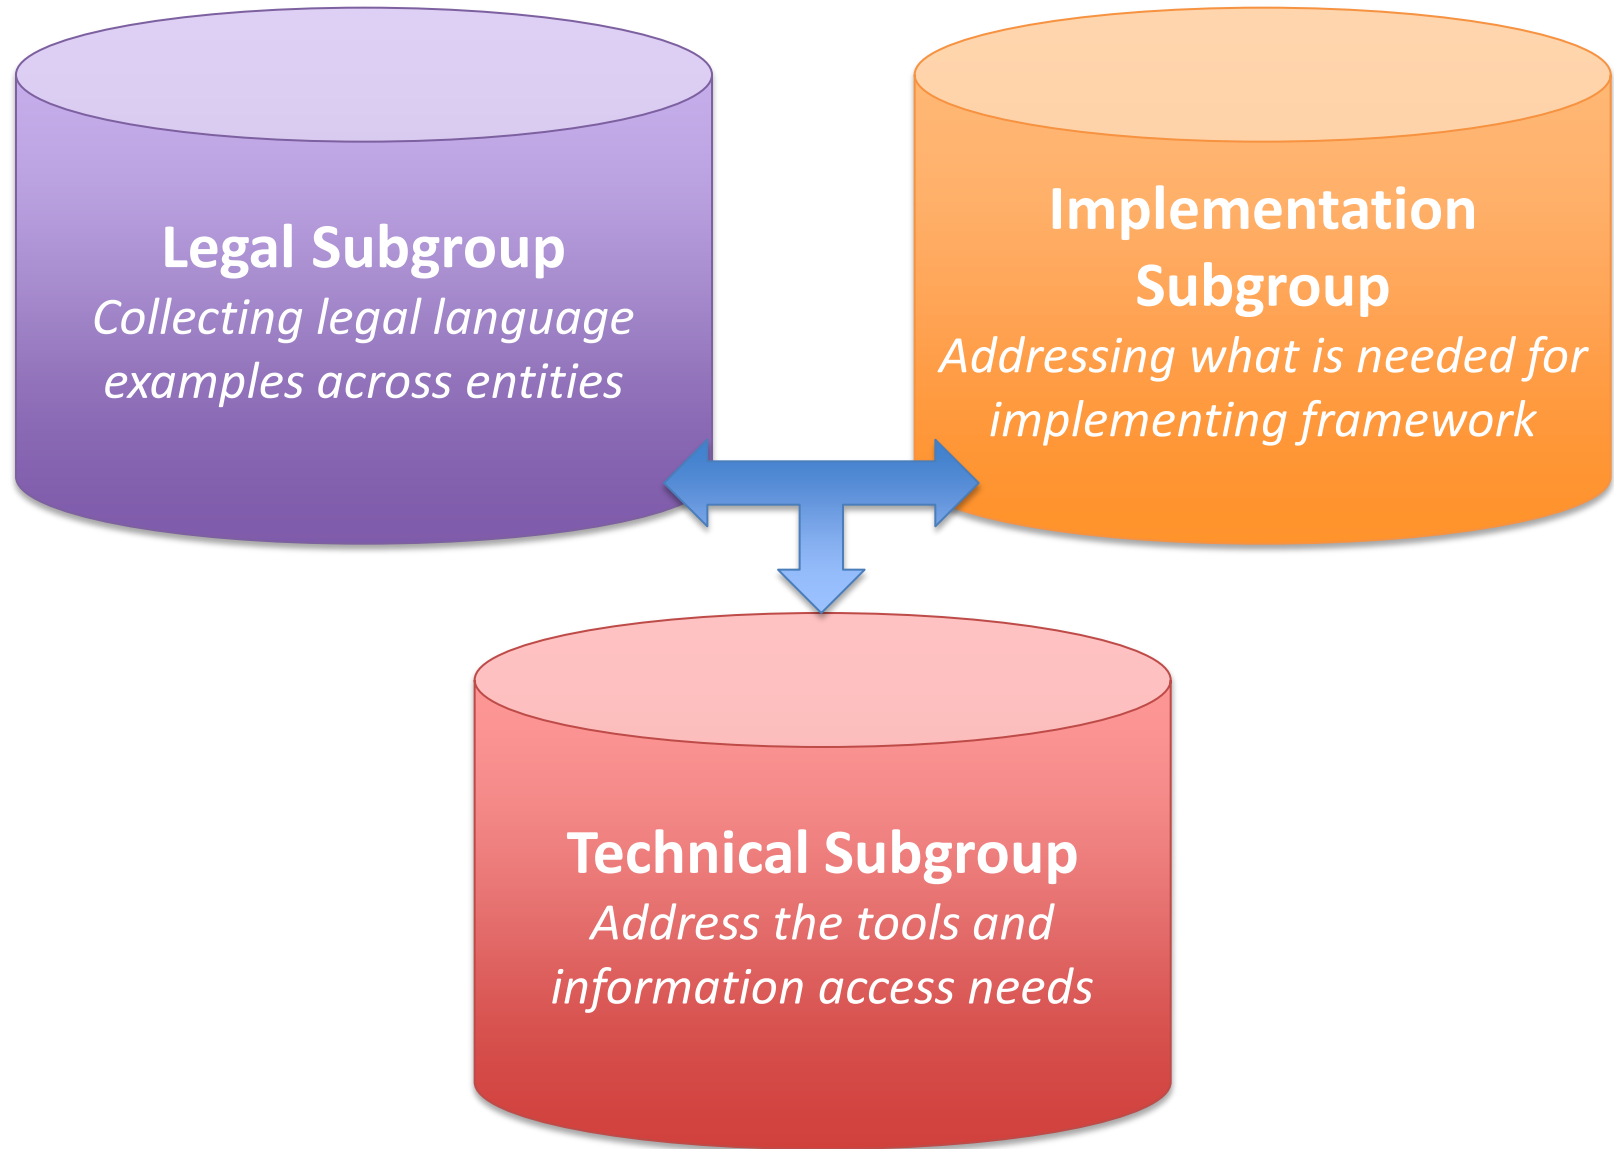 Legal Subgroup
Collecting legal language
examples across entities
Implementation
Subgroup
Addressing what is needed for
implementing framework
Technical Subgroup
Address the tools and
information access needs